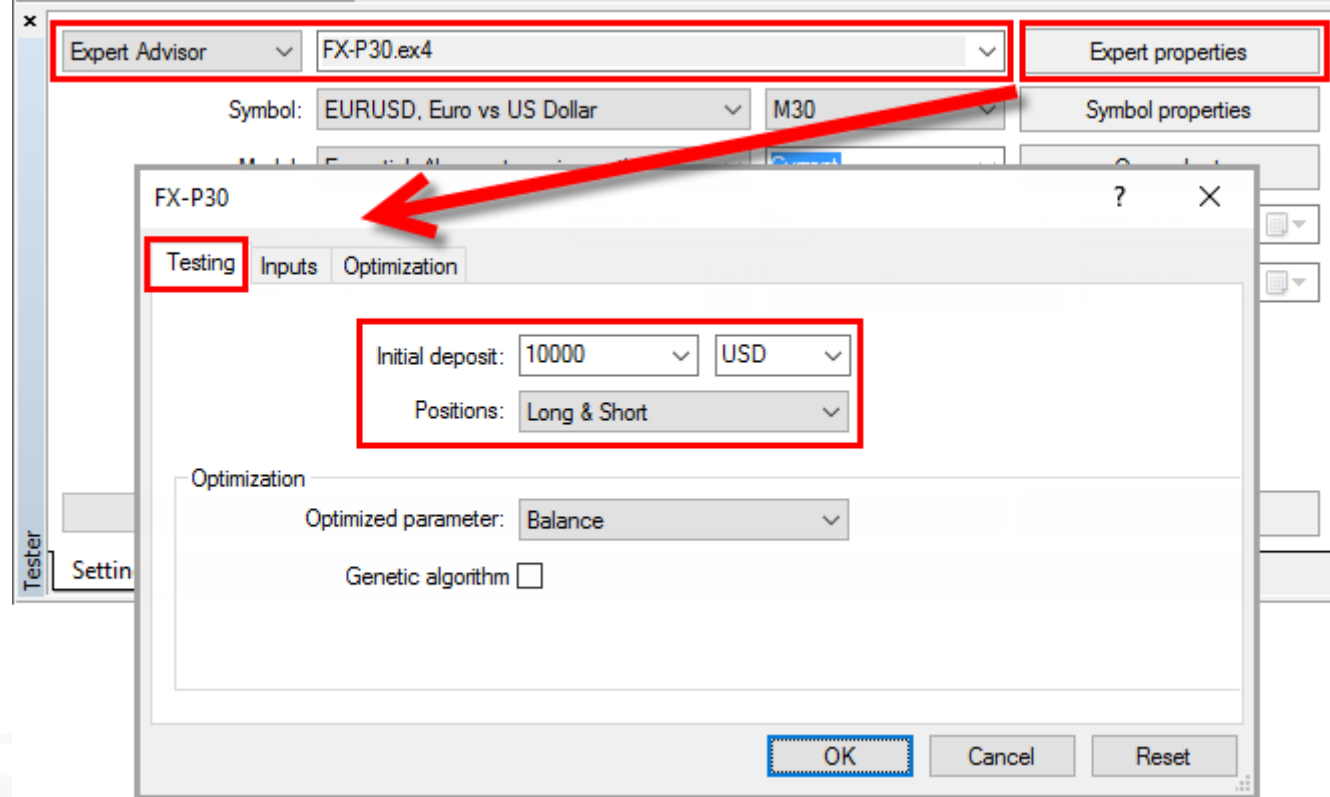 Expert Advisor FX-P30.ex4 Expert properties
Symbol: EURUSD, Euro vs US Dollar M30 Symbol properties
FX-P30 ?
Testing Inputs Optimization
Initial deposit: 10000 USD
Positions: Long & Short
Optimization
Optimized parameter: Balance
Genetic algorithm
Tester
OK Cancel Reset